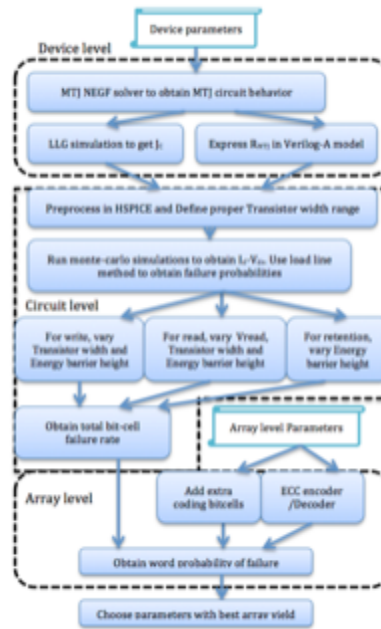 Device parameters
Device level
MTJ NEGF solver to obtain MTJ circuit behavior
LLG simulation to get
Express in Verilog-A model
Preprocess in HSPICE and Define proper Transistor width range
Run monte-carlo simulations to obtain Use load line
method to obtain failure probabilities
Circuit level
For write, vary
Transistor width and
Energy barrier height
For read, vary Vread,
Transistor width and
Energy barrier height
For retention,
vary Energy
barrier height
Obtain total bit-cell
failure rate
Array level Parameters
Array level
Add extra
coding bitcells
ECC encoder
/Decoder
Obtain word probability of failure
Choose parameters with best array yield